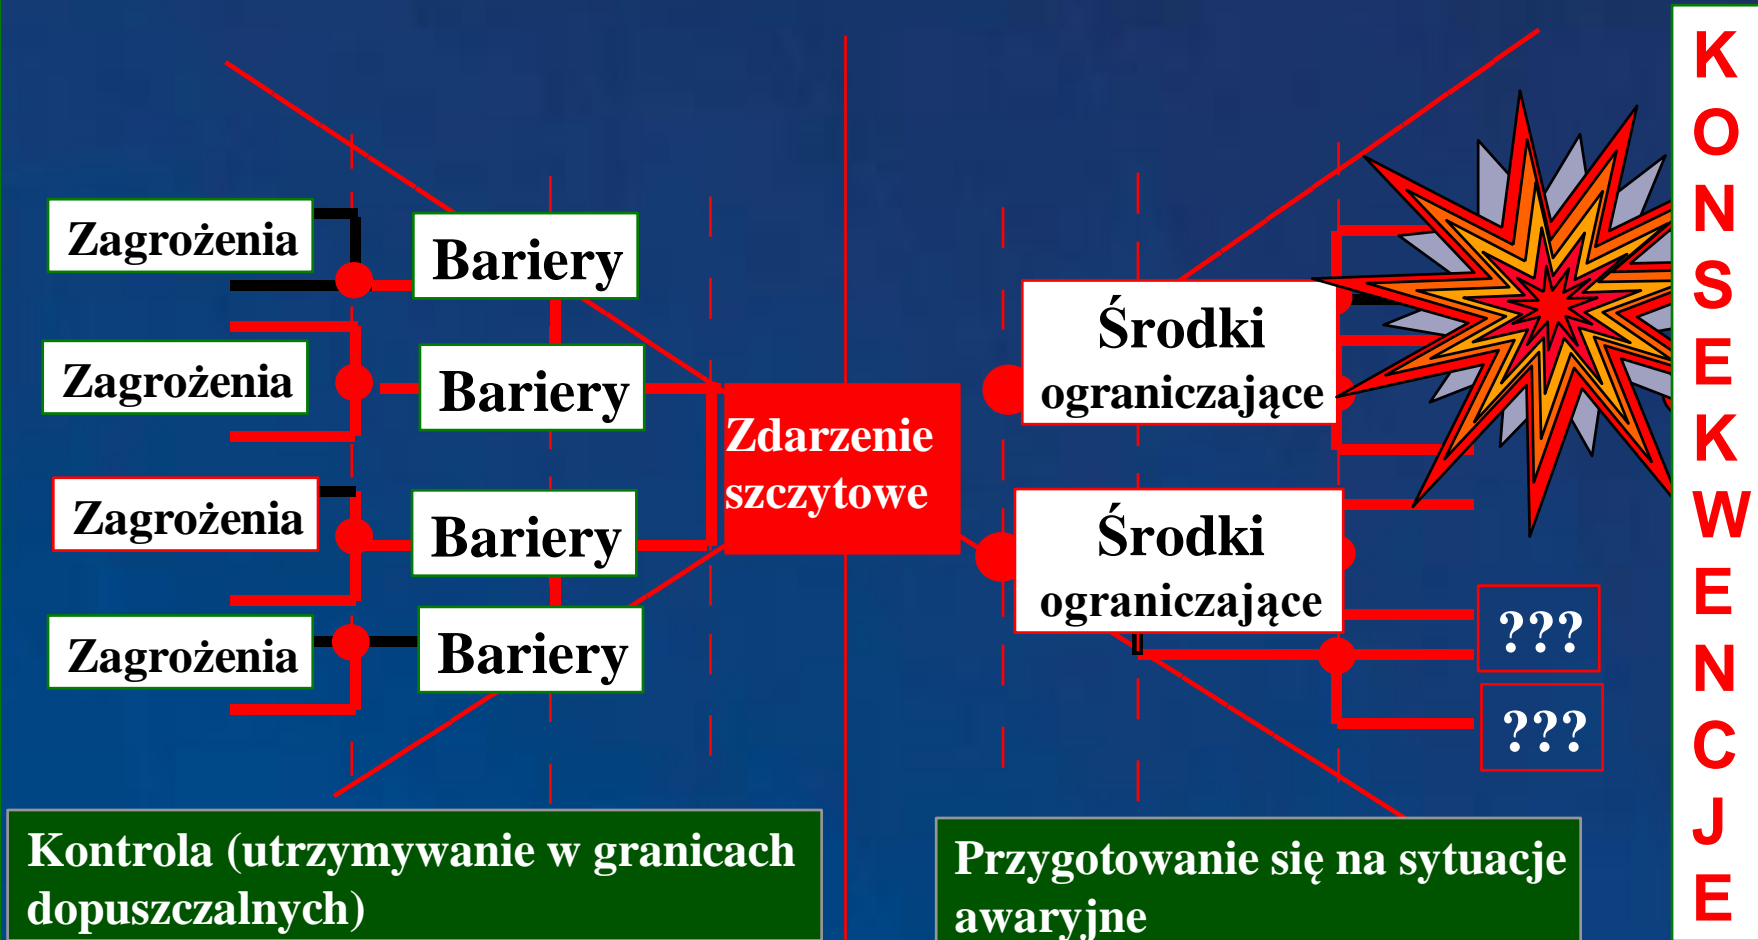 Zagrożenia
Bariery
Zagrożenia
Bariery
Zagrożenia
Bariery
Zagrożenia
Bariery
Zdarzenie
szczytowe
Środki
ograniczające
Środki
ograniczające
???
???
K
O
N
S
E
K
W
E
N
C
J
E
Kontrola (utrzymywanie w granicach
dopuszczalnych)
Przygotowanie się na sytuacje
awaryjne